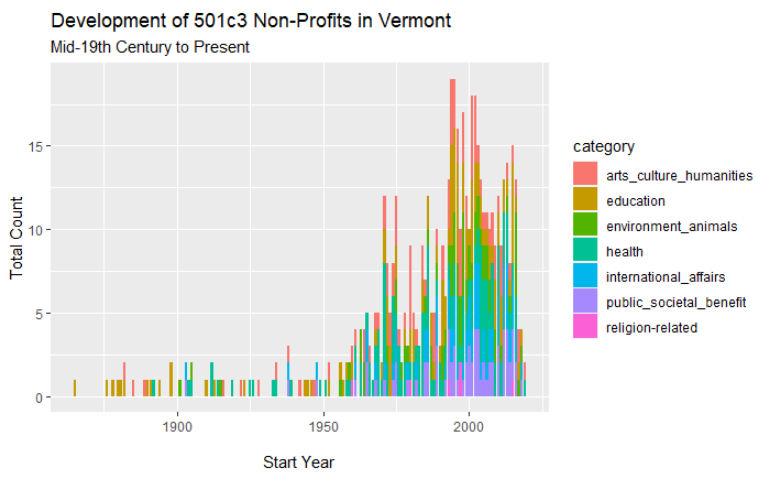 Development of 501c3 Non-Profits in Vermont
Mid-19th Century to Present
15
10
5
0
Total Count
1900
1950
2000
Start Year
category
arts_culture_humanities
education
environment_animals
health
international_affairs
public_societal_benefit
religion-related